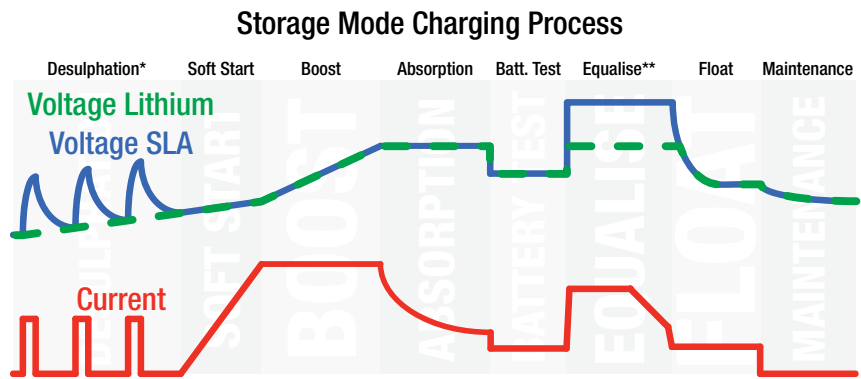 Storage Mode Charging Process
Desulphation* Soft Start Boost Absorption Batt. Test Equalise** Float Maintenance
Voltage Lithium
Voltage SLA
Current
DESULPHATION
SOFT START
BOOST
ABSORPTION
BATTERY TEST
EQUALISE
FLOAT
MAINTENANCE